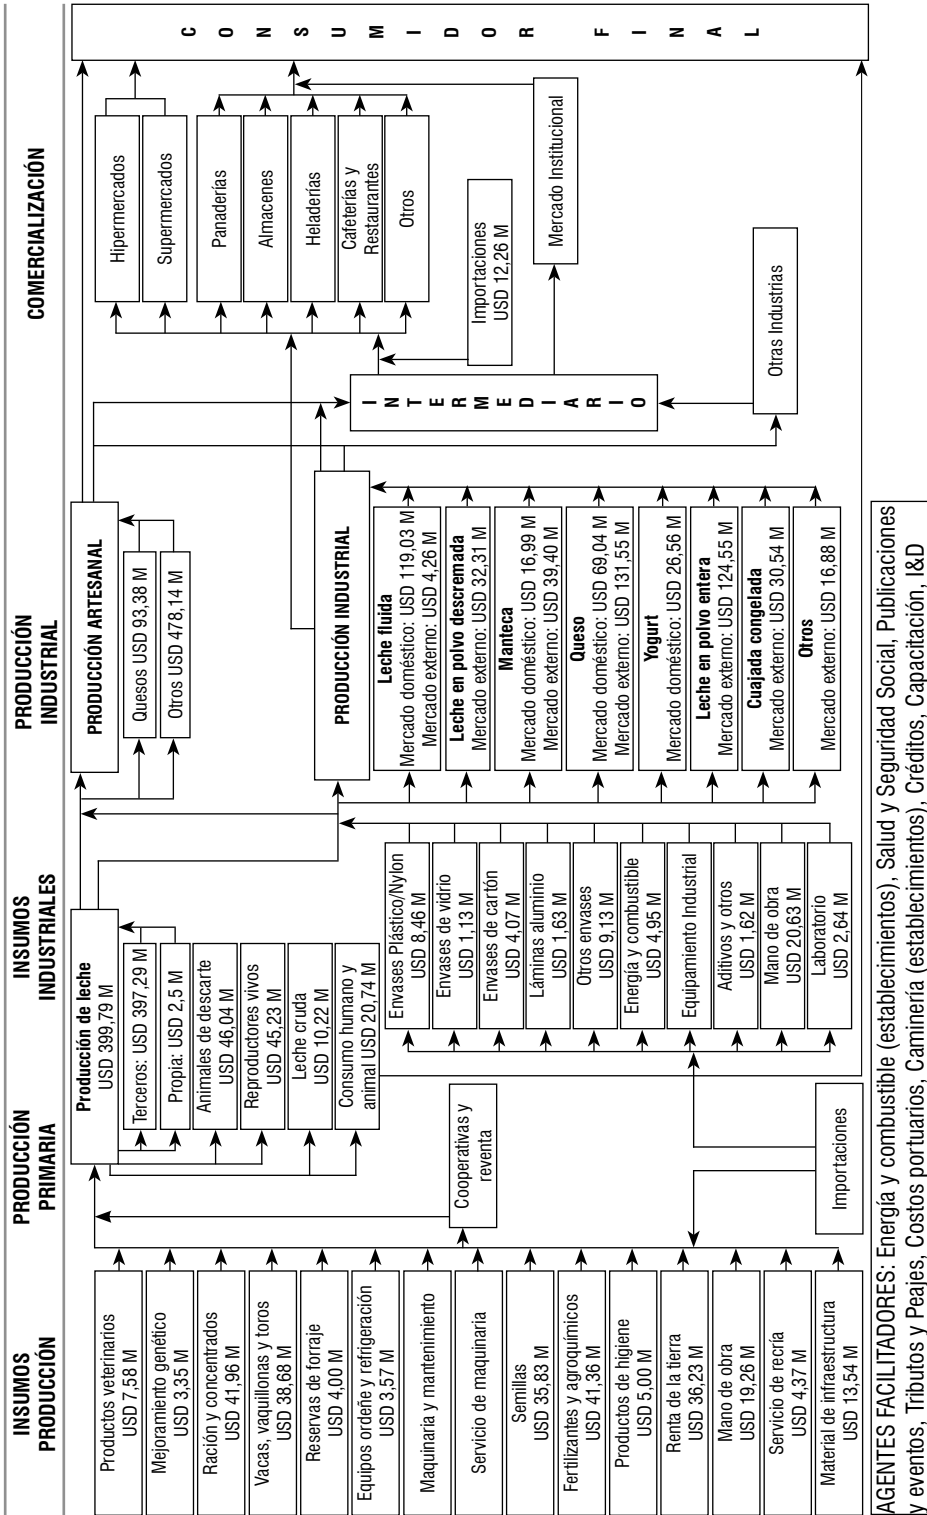 INSUMOS
PRODUCCIÓN
PRODUCCIÓN
PRIMARIA
INSUMOS
INDUSTRIALES
PRODUCCIÓN
INDUSTRIAL
COMERCIALIZACIÓN
Productos veterinarios
USD 7,58 M
Mejoramiento genético
USD 3,35 M
Ración y concentrados
USD 41,96 M
Vacas, vaquillonas y toros
USD 38,68 M
Reservas de forraje
USD 4,00 M
Equipos ordeñe y refrigeración
USD 3,57 M
Maquinaria y mantenimiento
Servicio de maquinaria
Semillas
USD 35,83 M
Fertilizantes y agroquímicos
USD 41,36 M
Productos de higiene
USD 5,00 M
Renta de la tierra
USD 36,23 M
Mano de obra
USD 19,26 M
Servicio de recría
USD 4,37 M
Material de infraestructura
USD 13,54 M
Cooperativas y
reventa
Importaciones
Producción de leche
USD 399,79 M
Terceros: USD 397,29 M
Propia: USD 2,5 M
Animales de descarte
USD 46,04 M
Reproductores vivos
USD 45,23 M
Leche cruda
USD 10,22 M
Consumo humano y
animal USD 20,74 M
Envases Plástico/Nylon
USD 8,46 M
Envases de vidrio
USD 1,13 M
Envases de cartón
USD 4,07 M
Láminas aluminio
USD 1,63 M
Otros envases
USD 9,13 M
Energía y combustible
USD 4,95 M
Equipamiento Industrial
Aditivos y otros
USD 1,62 M
Mano de obra
USD 20,63 M
Laboratorio
USD 2,64 M
PRODUCCIÓN ARTESANAL
Quesos USD 93,38 M
Otros USD 478,14 M
PRODUCCIÓN INDUSTRIAL
Leche fluida
Mercado doméstico: USD 119,03 M
Mercado externo: USD 4,26 M
Leche en polvo descremada
Mercado externo: USD 32,31 M
Manteca
Mercado doméstico: USD 16,99 M
Mercado externo: USD 39,40 M
Queso
Mercado doméstico: USD 69,04 M
Mercado externo: USD 131,55 M
Yogurt
Mercado doméstico: USD 26,56 M
Leche en polvo entera
Mercado externo: USD 124,55 M
Cuajada congelada
Mercado externo: USD 30,54 M
Otros
Mercado externo: USD 16,88 M
INTERMEDIARIO
Otras Industrias
Importaciones
USD 12,26 M
Mercado Institucional
Hipermercados
Supermercados
Panaderías
Almacenes
Heladerías
Cafeterías y
Restaurantes
Otros
CONSUMIDOR FINAL
AGENTES FACILITADORES: Energía y combustible (establecimientos), Salud y Seguridad Social, Publicaciones
y eventos, Tributos y Peajes, Costos portuarios, Caminería (establecimientos), Créditos, Capacitación, I&D